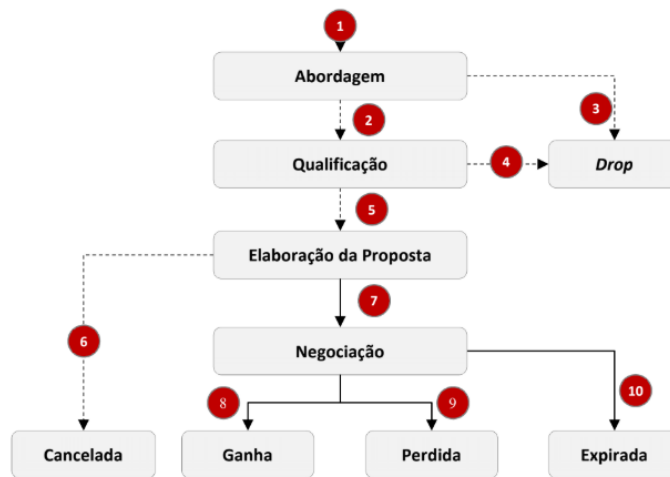 1
Abordagem
2
3
Qualificação
4
Drop
5
Elaboração da Proposta
7
6
Negociação
8
9
10
Cancelada
Ganha
Perdida
Expirada